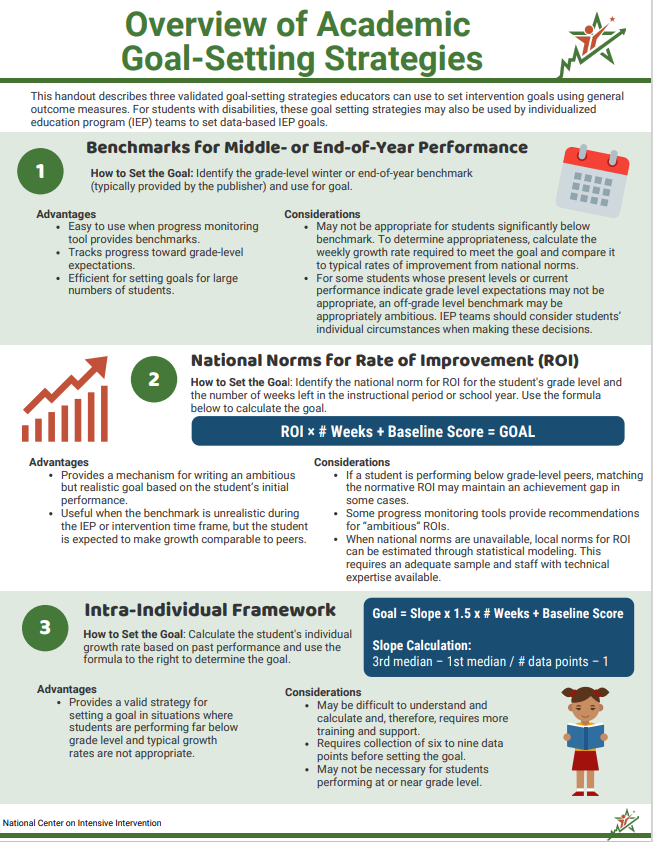 Overview of Academic
Goal-Setting Strategies
This handout describes three validated goal-setting strategies educators can use to set intervention goals using general
outcome measures. For students with disabilities, these goal setting strategies may also be used by individualized
education program (IEP) teams to set data-based IEP goals.
1
Benchmarks for Middle- or End-of-Year Performance
How to Set the Goal: Identify the grade-level winter or end-of-year benchmark
(typically provided by the publisher) and use for goal.
Advantages
• Easy to use when progress monitoring
tool provides benchmarks.
• Tracks progress toward grade-level
expectations.
• Efficient for setting goals for large
numbers of students.
Considerations
• May not be appropriate for students significantly below
benchmark. To determine appropriateness, calculate the
weekly growth rate required to meet the goal and compare it
to typical rates of improvement from national norms.
• For some students whose present levels or current
performance indicate grade level expectations may not be
appropriate, an off-grade level benchmark may be
appropriately ambitious. IEP teams should consider students'
individual circumstances when making these decisions.
2
National Norms for Rate of Improvement (ROI)
How to Set the Goal: Identify the national norm for ROI for the student's grade level and
the number of weeks left in the instructional period or school year. Use the formula
below to calculate the goal.
ROI × # Weeks + Baseline Score = GOAL
Advantages
• Provides a mechanism for writing an ambitious
but realistic goal based on the student's initial
performance.
• Useful when the benchmark is unrealistic during
the IEP or intervention time frame, but the student
is expected to make growth comparable to peers.
Considerations
• If a student is performing below grade-level peers, matching
the normative ROI may maintain an achievement gap in
some cases.
• Some progress monitoring tools provide recommendations
for "ambitious" ROIs.
• When national norms are unavailable, local norms for ROI
can be estimated through statistical modeling. This
requires an adequate sample and staff with technical
expertise available.
3
Intra-Individual Framework
How to Set the Goal: Calculate the student's individual
growth rate based on past performance and use the
formula to the right to determine the goal.
Goal = Slope x 1.5 x # Weeks + Baseline Score
Slope Calculation:
3rd median – 1st median / # data points – 1
Advantages
• Provides a valid strategy for
setting a goal in situations where
students are performing far below
grade level and typical growth
rates are not appropriate.
Considerations
• May be difficult to understand and
calculate and, therefore, requires more
training and support.
• Requires collection of six to nine data
points before setting the goal.
• May not be necessary for students
performing at or near grade level.
National Center on Intensive Intervention